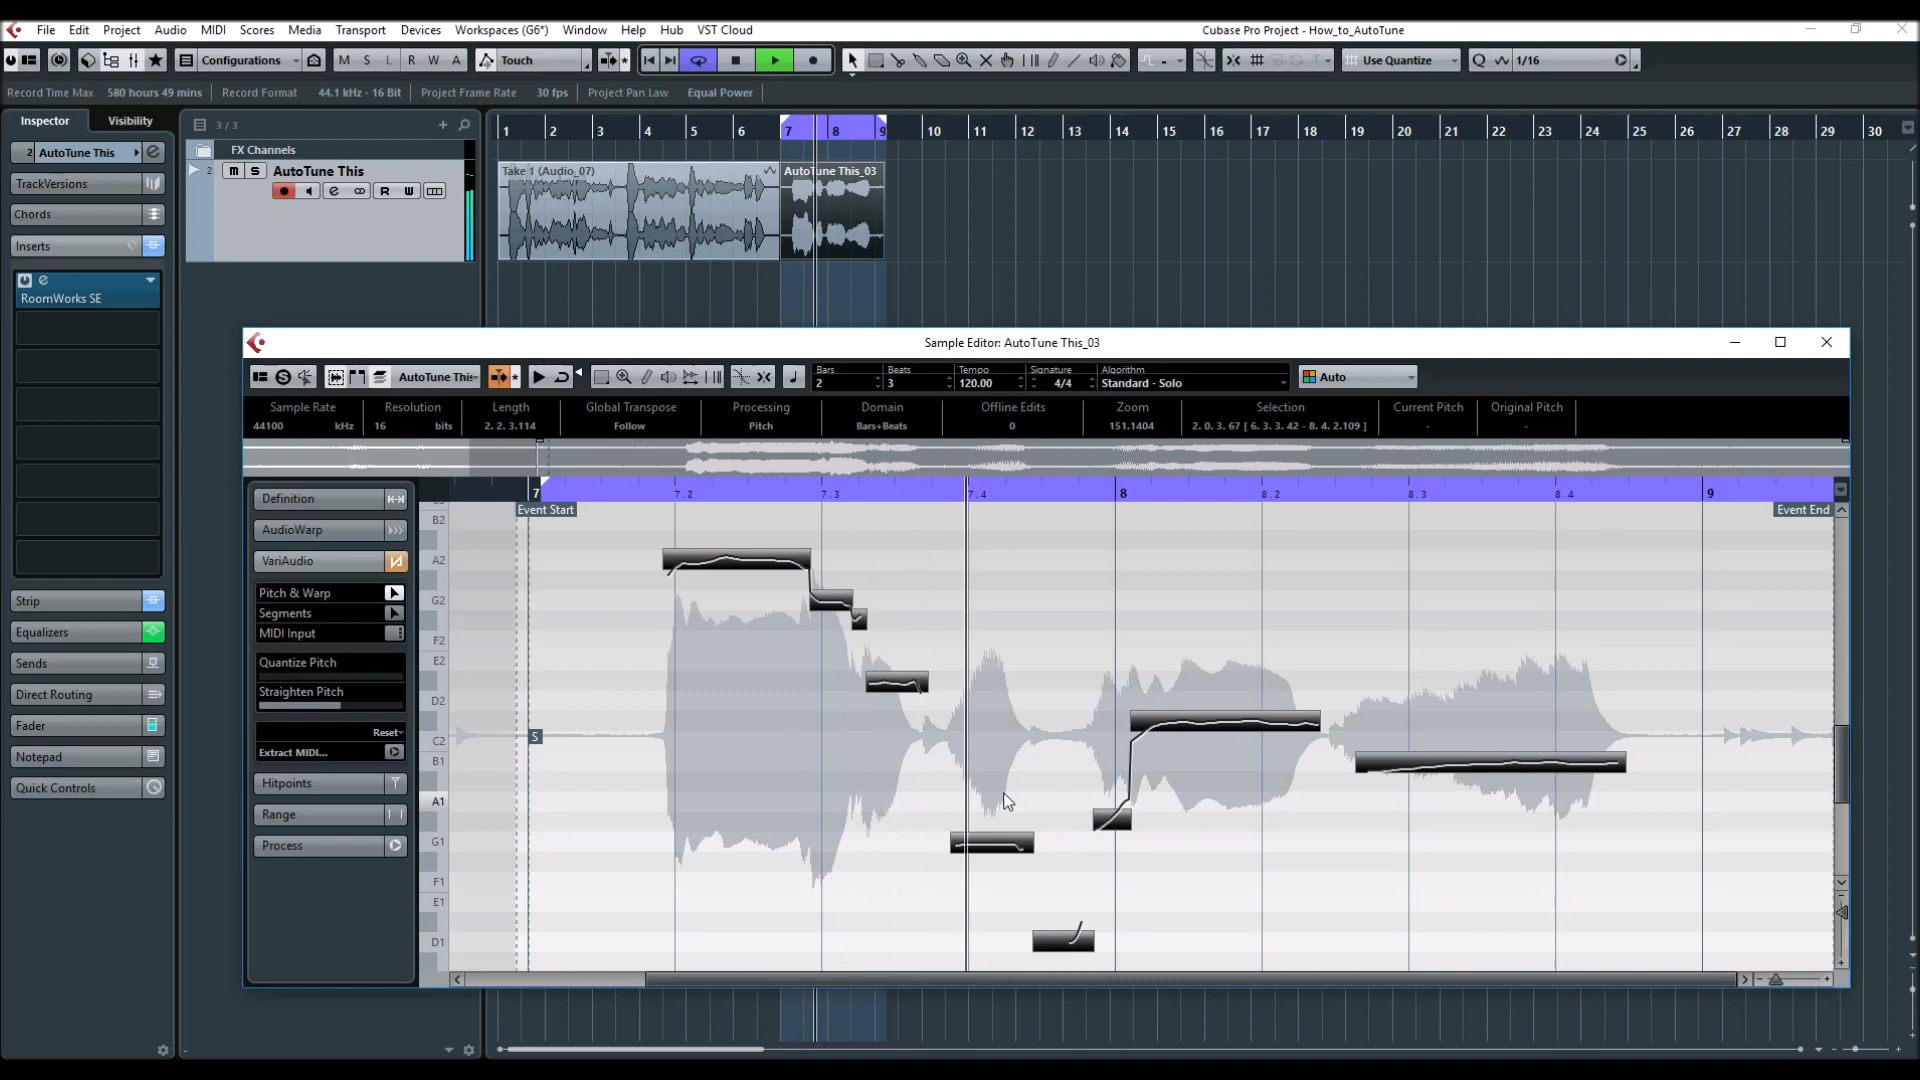 File Edit Project Audio MIDI Scores Media Transport Devices Workspaces (G6*) Window Help Hub VST Cloud
Cubase Pro Project - How_to_AutoTune
Configurations M S L R W A Touch Use Quantize Q 1/16
Record Time Max 580 hours 49 mins Record Format 44.1 kHz - 16 Bit Project Frame Rate 30 fps Project Pan Law Equal Power
Inspector Visibility 3 / 3
1 2 3 4 5 6 7 8 9 10 11 12 13 14 15 16 17 18 19 20 21 22 23 24 25 26 27 28 29 30
2 AutoTune This
FX Channels
2 m S AutoTune This
e R W
Take 1 (Audio_07) AutoTune This_03
TrackVersions
Chords
Inserts
e
RoomWorks SE
Strip
Equalizers
Sends
Direct Routing
Fader
Notepad
Quick Controls
Sample Editor: AutoTune This_03
AutoTune This
Bars 2 Beats 3 Tempo 120.00 Signature 4/4 Algorithm Standard - Solo
Auto
Sample Rate Resolution Length Global Transpose Processing Domain Offline Edits Zoom Selection Current Pitch Original Pitch
44100 kHz 16 bits 2. 2. 3.114 Follow Pitch Bars+Beats 0 151.1404 2. 0. 3. 67 [ 6. 3. 3. 42 - 8. 4. 2.109 ] - -
7 7.2 7.3 7.4 8 8.2 8.3 8.4 9
Event Start Event End
Definition
AudioWarp
VariAudio
Pitch & Warp
Segments
MIDI Input
Quantize Pitch
Straighten Pitch
Reset
Extract MIDI...
Hitpoints
Range
Process
B2
A2
G2
F2
E2
D2
C2
B1
A1
G1
F1
E1
D1
S